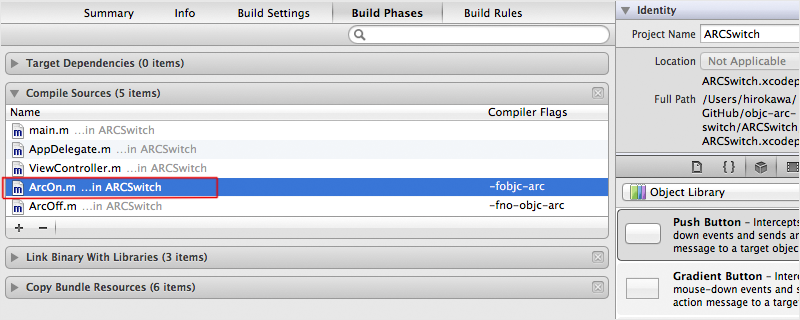 Summary Info Build Settings Build Phases Build Rules
Target Dependencies (0 items)
Compile Sources (5 items)
Name Compiler Flags
main.m ...in ARCSwitch
AppDelegate.m ...in ARCSwitch
ViewController.m ...in ARCSwitch
ArcOn.m ...in ARCSwitch -fobjc-arc
ArcOff.m ...in ARCSwitch -fno-objc-arc
+ −
Link Binary With Libraries (3 items)
Copy Bundle Resources (6 items)
Identity
Project Name ARCSwitch
Location Not Applicable
ARCSwitch.xcodep
Full Path /Users/hirokawa/
GitHub/objc-arc-
switch/ARCSwitch
ARCSwitch.xcodep
{}
Object Library
Push Button – Intercepts
down events and sends an
message to a target objec
Gradient Button – Interce
mouse-down events and s
action message to a target